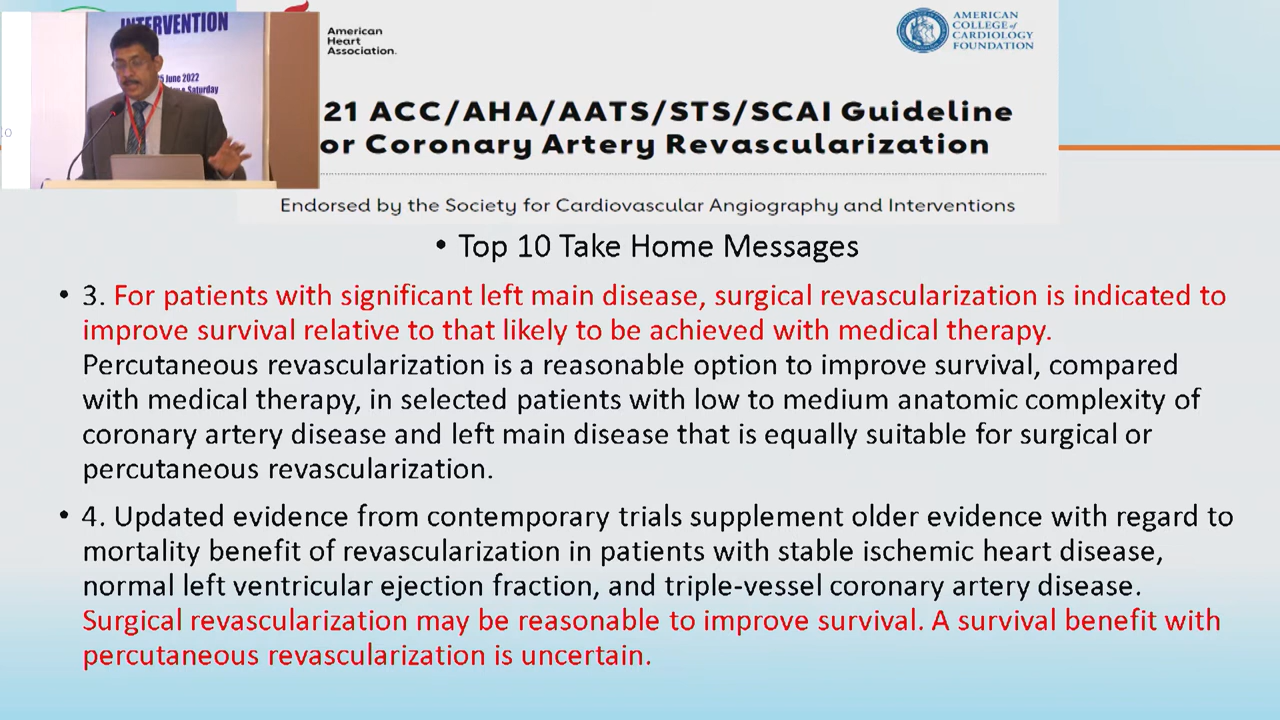 INTERVENTION
5 June 2022
Saturday
American
Heart
Association.
AMERICAN
COLLEGE of
CARDIOLOGY
FOUNDATION
21 ACC/AHA/AATS/STS/SCAI Guideline
or Coronary Artery Revascularization
Endorsed by the Society for Cardiovascular Angiography and Interventions
• Top 10 Take Home Messages
• 3. For patients with significant left main disease, surgical revascularization is indicated to
improve survival relative to that likely to be achieved with medical therapy.
Percutaneous revascularization is a reasonable option to improve survival, compared
with medical therapy, in selected patients with low to medium anatomic complexity of
coronary artery disease and left main disease that is equally suitable for surgical or
percutaneous revascularization.
• 4. Updated evidence from contemporary trials supplement older evidence with regard to
mortality benefit of revascularization in patients with stable ischemic heart disease,
normal left ventricular ejection fraction, and triple-vessel coronary artery disease.
Surgical revascularization may be reasonable to improve survival. A survival benefit with
percutaneous revascularization is uncertain.